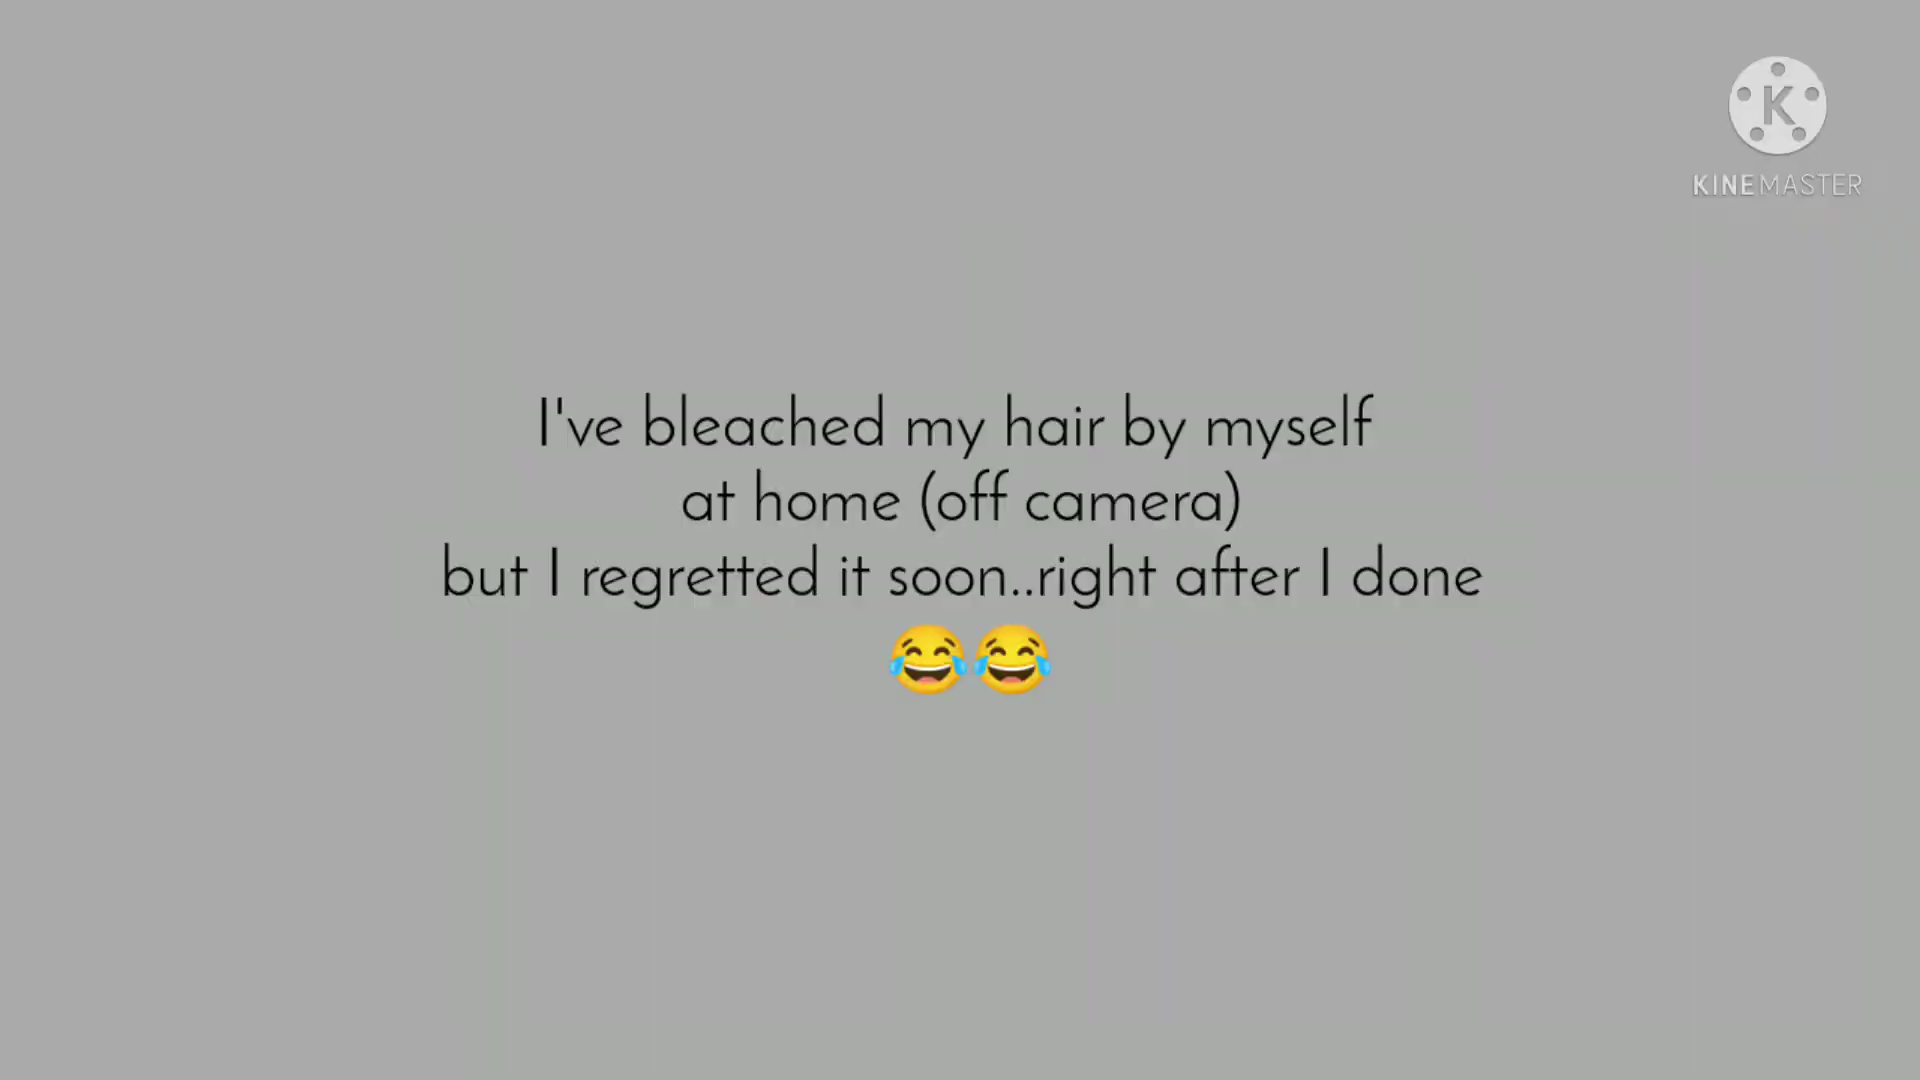 K
KINEMASTER
I've bleached my hair by myself
at home (off camera)
but I regretted it soon..right after I done
😂😂